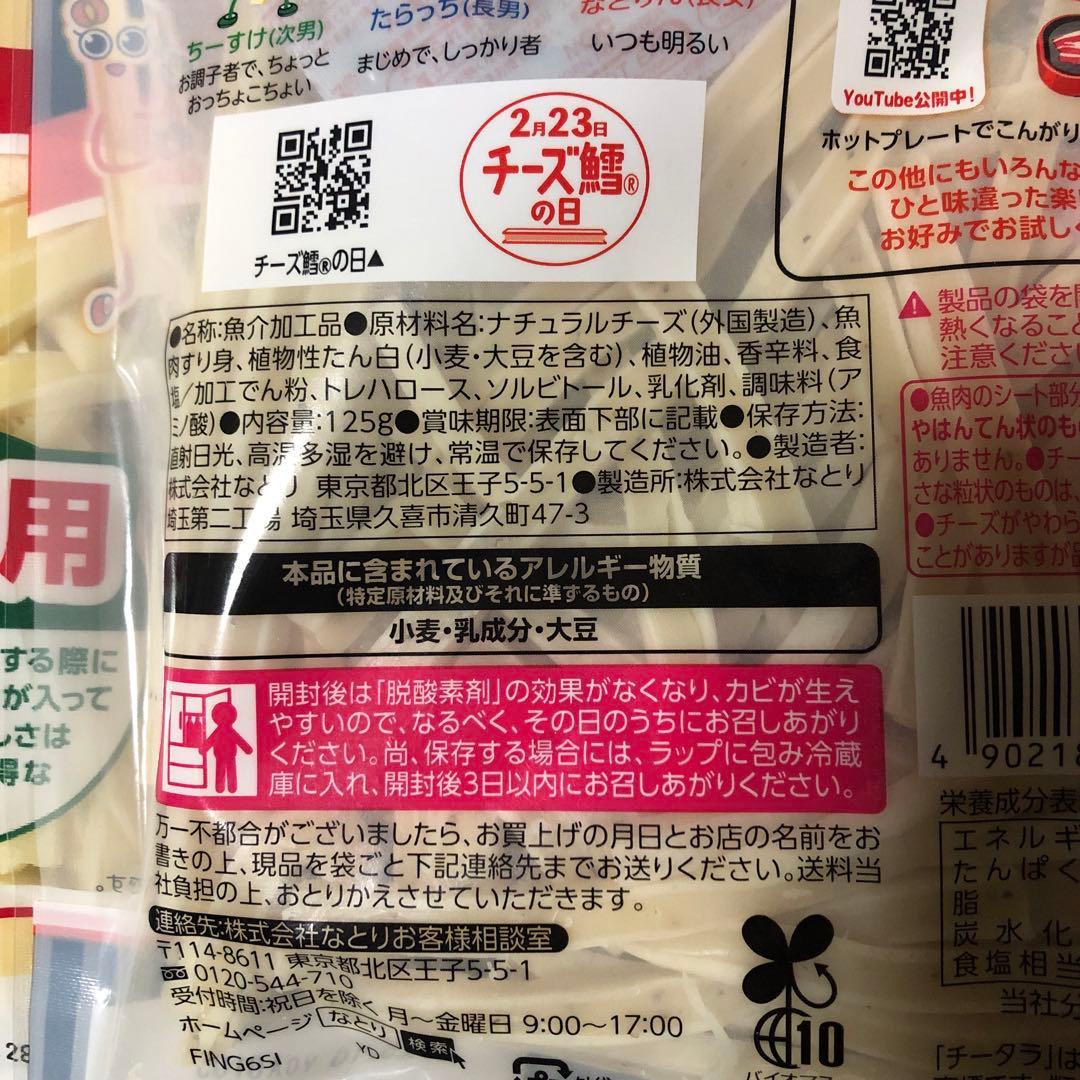 ちーすけ(次男)
お調子者で、ちょっと
おっちょこちょい
たらっち(長男)
まじめで、しっかり者
いつも明るい
YouTube公開中!
ホットプレートでこんがり
この他にもいろんな
ひと味違った楽
お好みでお試し
2月23日
チーズ鱈®
の日
チーズ鱈®の日▲
●名称:魚介加工品●原材料名:ナチュラルチーズ(外国製造)、魚
肉すり身、植物性たん白(小麦・大豆を含む)、植物油、香辛料、食
塩/加工でん粉、トレハロース、ソルビトール、乳化剤、調味料(ア
ミノ酸)●内容量:125g●賞味期限:表面下部に記載●保存方法:
直射日光、高温多湿を避け、常温で保存してください。●製造者:
株式会社なとり 東京都北区王子5-5-1●製造所:株式会社なとり
埼玉第二工場 埼玉県久喜市清久町47-3
本品に含まれているアレルギー物質
(特定原材料及びそれに準ずるもの)
小麦・乳成分・大豆
開封後は「脱酸素剤」の効果がなくなり、カビが生え
やすいので、なるべく、その日のうちにお召しあがり
ください。尚、保存する場合には、ラップに包み冷蔵
庫に入れ、開封後3日以内にお召しあがりください。
万一不都合がございましたら、お買上げの月日とお店の名前をお
書きの上、現品を袋ごと下記連絡先までお送りください。送料当
社負担の上、おとりかえさせていただきます。
連絡先:株式会社なとりお客様相談室
〒114-8611 東京都北区王子5-5-1
0120-544-710
受付時間:祝日を除く 月〜金曜日 9:00〜17:00
ホームページ なとり 検索
FING6SI
YD
10
バイオマス
製品の袋を
熱くなること
注意くださ
●魚肉のシート部分
やはんてん状のも
ありません。●チー
さな粒状のものは、
●チーズがやわら
ことがありますが
4 90218
栄養成分表
エネルギ
たんぱく
脂
炭水化
食塩相当
当社分
「チータラ」は
用
する際に
が入って
しさは
得な
す。
28